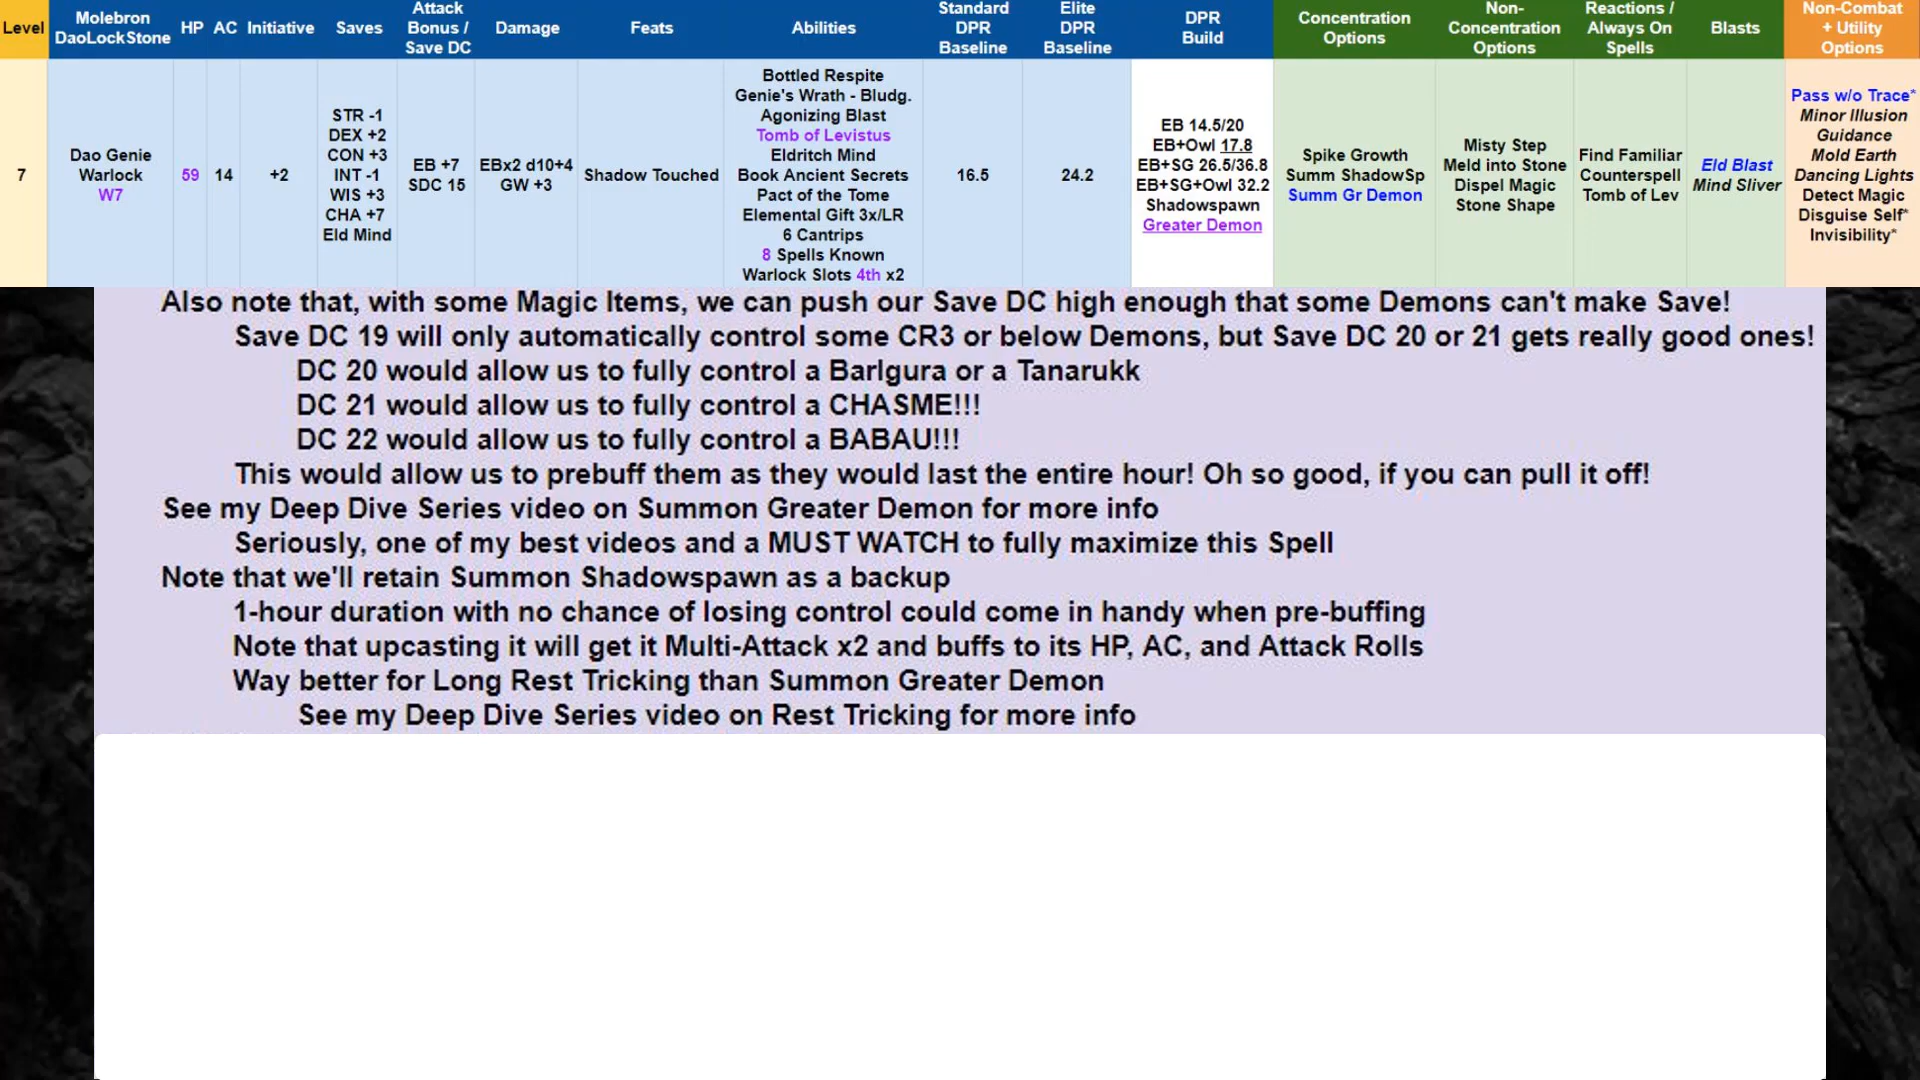 Level
Molebron DaoLockStone
HP
AC
Initiative
Saves
Attack Bonus / Save DC
Damage
Feats
Abilities
Standard DPR Baseline
Elite DPR Baseline
DPR Build
Concentration Options
Non-Concentration Options
Reactions / Always On Spells
Blasts
Non-Combat + Utility Options
7
Dao Genie
Warlock
W7
59
14
+2
STR -1
DEX +2
CON +3
INT -1
WIS +3
CHA +7
Eld Mind
EB +7
SDC 15
EBx2 d10+4
GW +3
Shadow Touched
Bottled Respite
Genie's Wrath - Bludg.
Agonizing Blast
Tomb of Levistus
Eldritch Mind
Book Ancient Secrets
Pact of the Tome
Elemental Gift 3x/LR
6 Cantrips
8 Spells Known
Warlock Slots 4th x2
16.5
24.2
EB 14.5/20
EB+Owl 17.8
EB+SG 26.5/36.8
EB+SG+Owl 32.2
Shadowspawn
Greater Demon
Spike Growth
Summ ShadowSp
Summ Gr Demon
Misty Step
Meld into Stone
Dispel Magic
Stone Shape
Find Familiar
Counterspell
Tomb of Lev
Eld Blast
Mind Sliver
Pass w/o Trace*
Minor Illusion
Guidance
Mold Earth
Dancing Lights
Detect Magic
Disguise Self*
Invisibility*
Also note that, with some Magic Items, we can push our Save DC high enough that some Demons can't make Save!
Save DC 19 will only automatically control some CR3 or below Demons, but Save DC 20 or 21 gets really good ones!
DC 20 would allow us to fully control a Barlgura or a Tanarukk
DC 21 would allow us to fully control a CHASME!!!
DC 22 would allow us to fully control a BABAU!!!
This would allow us to prebuff them as they would last the entire hour! Oh so good, if you can pull it off!
See my Deep Dive Series video on Summon Greater Demon for more info
Seriously, one of my best videos and a MUST WATCH to fully maximize this Spell
Note that we'll retain Summon Shadowspawn as a backup
1-hour duration with no chance of losing control could come in handy when pre-buffing
Note that upcasting it will get it Multi-Attack x2 and buffs to its HP, AC, and Attack Rolls
Way better for Long Rest Tricking than Summon Greater Demon
See my Deep Dive Series video on Rest Tricking for more info